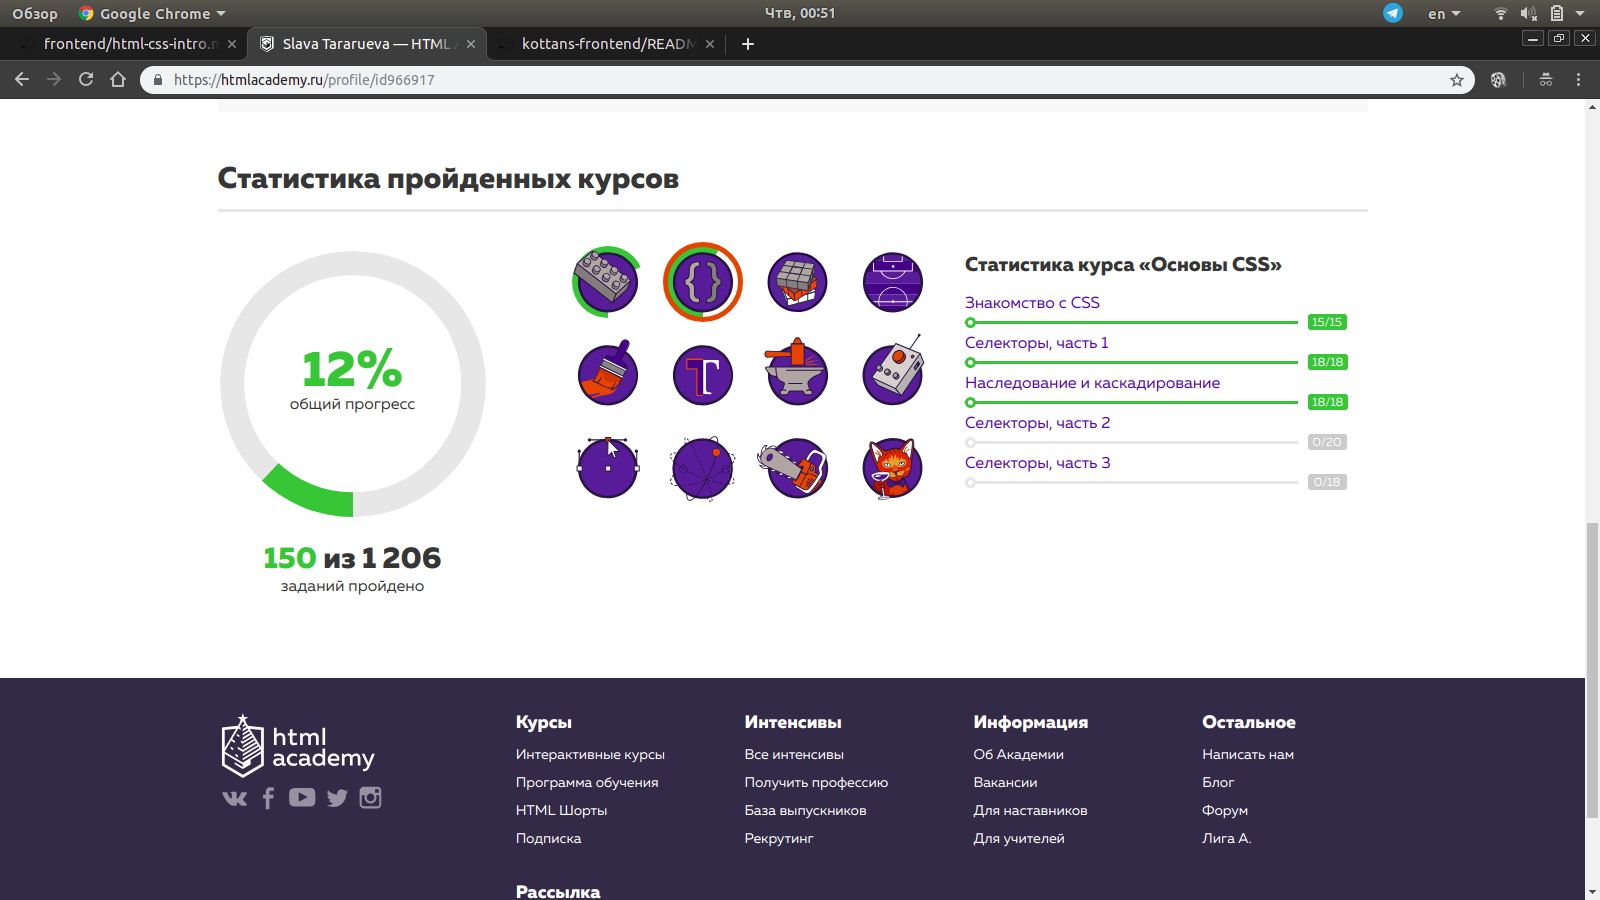 Обзор
Google Chrome
Чтв, 00:51
en
frontend/html-css-intro.
Slava Tararueva — HTML
kottans-frontend/READM
https://htmlacademy.ru/profile/id966917
Статистика пройденных курсов
12%
общий прогресс
150 из 1 206
заданий пройдено
Статистика курса «Основы CSS»
Знакомство с CSS
15/15
Селекторы, часть 1
18/18
Наследование и каскадирование
18/18
Селекторы, часть 2
0/20
Селекторы, часть 3
0/18
html
academy
Курсы
Интерактивные курсы
Программа обучения
HTML Шорты
Подписка
Интенсивы
Все интенсивы
Получить профессию
База выпускников
Рекрутинг
Информация
Об Академии
Вакансии
Для наставников
Для учителей
Остальное
Написать нам
Блог
Форум
Лига А.
Рассылка